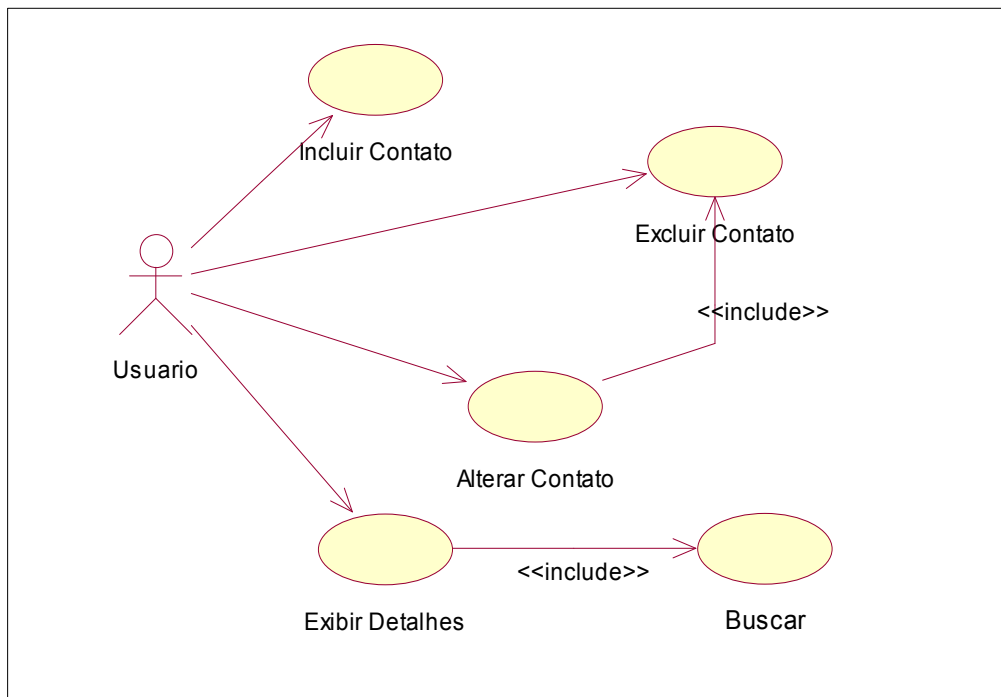 Incluir Contato
Excluir Contato
<<include>>
Usuario
Alterar Contato
<<include>>
Exibir Detalhes
Buscar